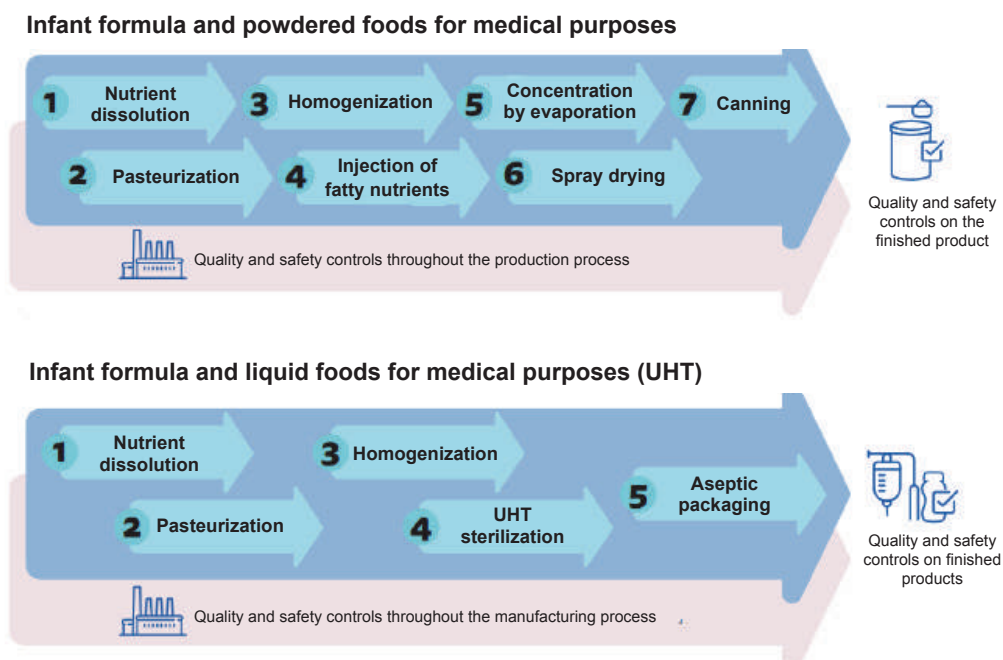 Infant formula and powdered foods for medical purposes
1 Nutrient
dissolution
3 Homogenization
5 Concentration
by evaporation
7 Canning
2 Pasteurization
4 Injection of
fatty nutrients
6 Spray drying
Quality and safety
controls on the
finished product
Quality and safety controls throughout the production process
Infant formula and liquid foods for medical purposes (UHT)
1 Nutrient
dissolution
3 Homogenization
2 Pasteurization
4 UHT
sterilization
5 Aseptic
packaging
Quality and safety
controls on finished
products
Quality and safety controls throughout the manufacturing process